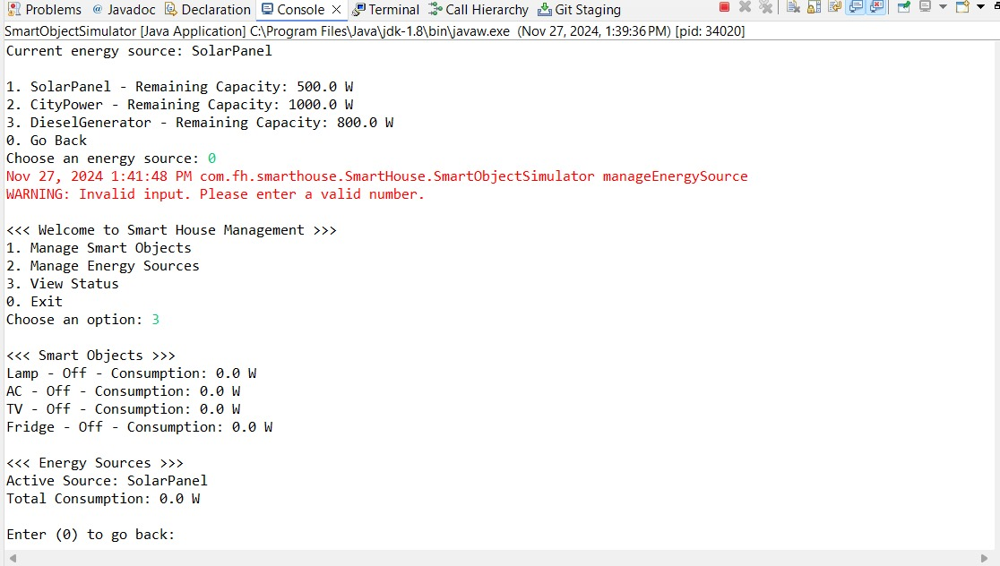 Problems @ Javadoc Declaration Console Terminal Call Hierarchy Git Staging
SmartObjectSimulator [Java Application] C:\Program Files\Java\jdk-1.8\bin\javaw.exe (Nov 27, 2024, 1:39:36 PM) [pid: 34020]
Current energy source: SolarPanel
1. SolarPanel - Remaining Capacity: 500.0 W
2. CityPower - Remaining Capacity: 1000.0 W
3. DieselGenerator - Remaining Capacity: 800.0 W
0. Go Back
Choose an energy source: 0
Nov 27, 2024 1:41:48 PM com.fh.smarthouse.SmartHouse.SmartObjectSimulator manageEnergySource
WARNING: Invalid input. Please enter a valid number.
<<< Welcome to Smart House Management >>>
1. Manage Smart Objects
2. Manage Energy Sources
3. View Status
0. Exit
Choose an option: 3
<<< Smart Objects >>>
Lamp - Off - Consumption: 0.0 W
AC - Off - Consumption: 0.0 W
TV - Off - Consumption: 0.0 W
Fridge - Off - Consumption: 0.0 W
<<< Energy Sources >>>
Active Source: SolarPanel
Total Consumption: 0.0 W
Enter (0) to go back: